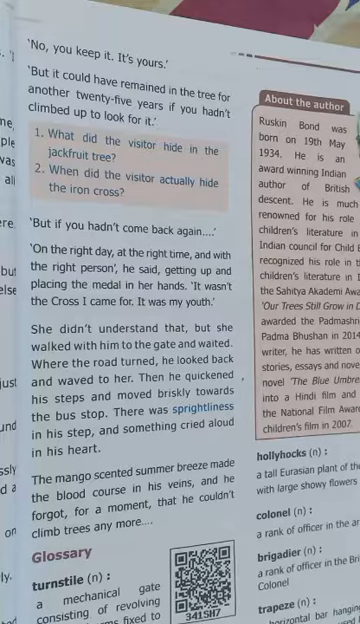 'No, you keep it. It's yours.'
'But it could have remained in the tree for
another twenty-five years if you hadn't
climbed up to look for it.'
1. What did the visitor hide in the
jackfruit tree?
2. When did the visitor actually hide
the iron cross?
'But if you hadn't come back again....'
'On the right day, at the right time, and with
the right person', he said, getting up and
placing the medal in her hands. 'It wasn't
the Cross I came for. It was my youth.'
She didn't understand that, but she
walked with him to the gate and waited.
Where the road turned, he looked back
and waved to her. Then he quickened
his steps and moved briskly towards
the bus stop. There was sprightliness
in his step, and something cried aloud
in his heart.
The mango scented summer breeze made
the blood course in his veins, and he
forgot, for a moment, that he couldn't
climb trees any more....
Glossary
turnstile (n) :
a mechanical gate
consisting of revolving
fixed to
3415H7
About the author
Ruskin Bond was
born on 19th May
1934. He is an
award winning Indian
author of British
descent. He is much
renowned for his role
children's literature in
Indian council for Child
recognized his role in
children's literature in
the Sahitya Akademi
'Our Trees Still Grow in
awarded the Padmashri
Padma Bhushan in 2014
writer, he has written
stories, essays and
novel 'The Blue
into a Hindi film and
the National Film
children's film in 2007.
hollyhocks (n) :
a tall Eurasian plant of the
with large showy flowers
colonel (n) :
a rank of officer in the
brigadier (n) :
a rank of officer in the
Colonel
trapeze (n) :
horizontal bar